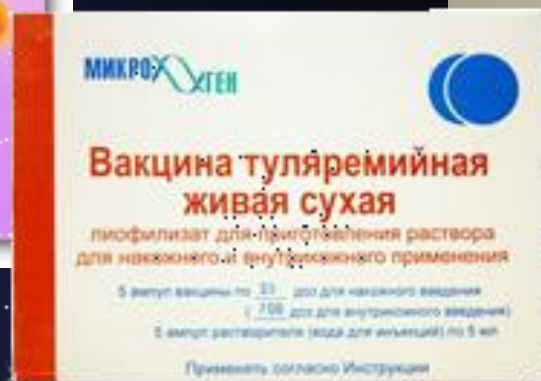 МИКРОГЕН
Вакцина туляремийная
живая сухая
лиофилизат для приготовления раствора
для накожного и внутрикожного применения
5 ампул вакцины по доз для накожного введения
( доз для внутрикожного введения)
5 ампул растворителя (вода для инъекций) по 5 мл
Применять согласно Инструкции